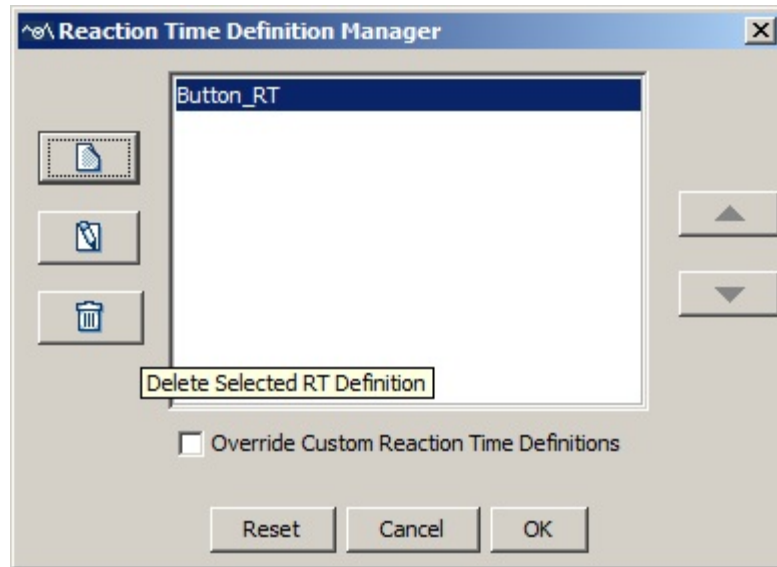 Reaction Time Definition Manager
Button_RT
Delete Selected RT Definition
Override Custom Reaction Time Definitions
Reset Cancel OK